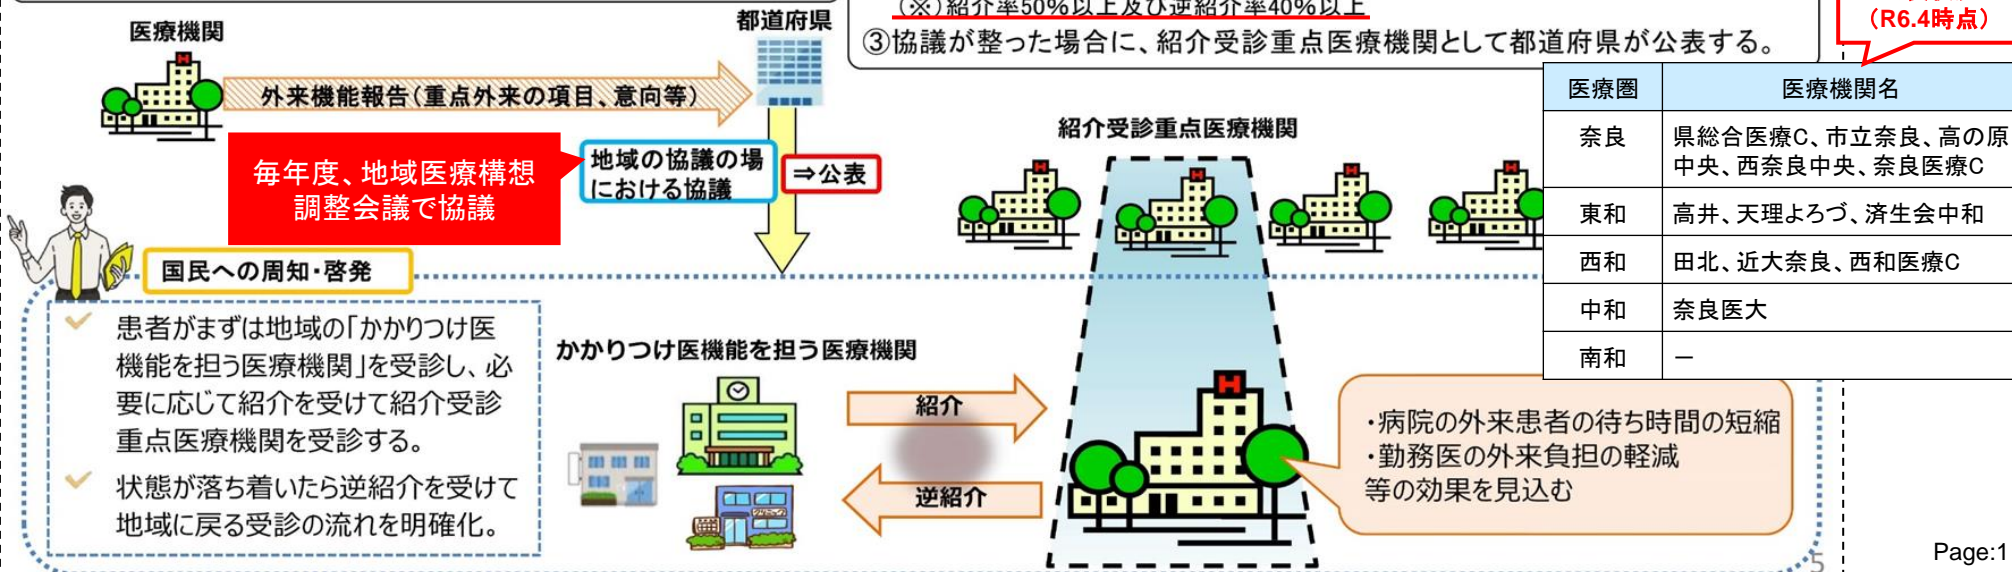 (※)紹介率50%以上及び逆紹介率40%以上
③協議が整った場合に、紹介受診重点医療機関として都道府県が公表する。
(R6.4時点)
医療機関
都道府県
外来機能報告(重点外来の項目、意向等)
毎年度、地域医療構想
調整会議で協議
地域の協議の場
における協議
⇒公表
紹介受診重点医療機関
医療圏 医療機関名
奈良 県総合医療C、市立奈良、高の原
中央、西奈良中央、奈良医療C
東和 高井、天理よろづ、済生会中和
西和 田北、近大奈良、西和医療C
中和 奈良医大
南和 ―
国民への周知・啓発
患者がまずは地域の「かかりつけ医
機能を担う医療機関」を受診し、必
要に応じて紹介を受けて紹介受診
重点医療機関を受診する。
状態が落ち着いたら逆紹介を受けて
地域に戻る受診の流れを明確化。
かかりつけ医機能を担う医療機関
紹介
逆紹介
・病院の外来患者の待ち時間の短縮
・勤務医の外来負担の軽減
等の効果を見込む
5
Page:1